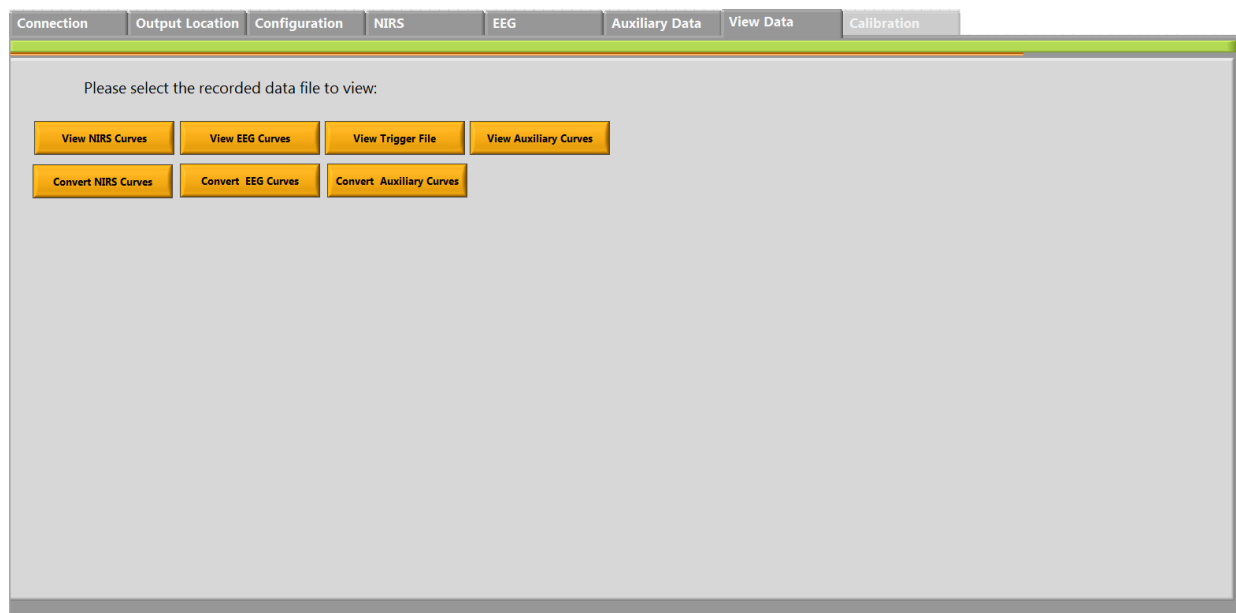 Connection Output Location Configuration NIRS EEG Auxiliary Data View Data Calibration
Please select the recorded data file to view:
View NIRS Curves View EEG Curves View Trigger File View Auxiliary Curves
Convert NIRS Curves Convert EEG Curves Convert Auxiliary Curves